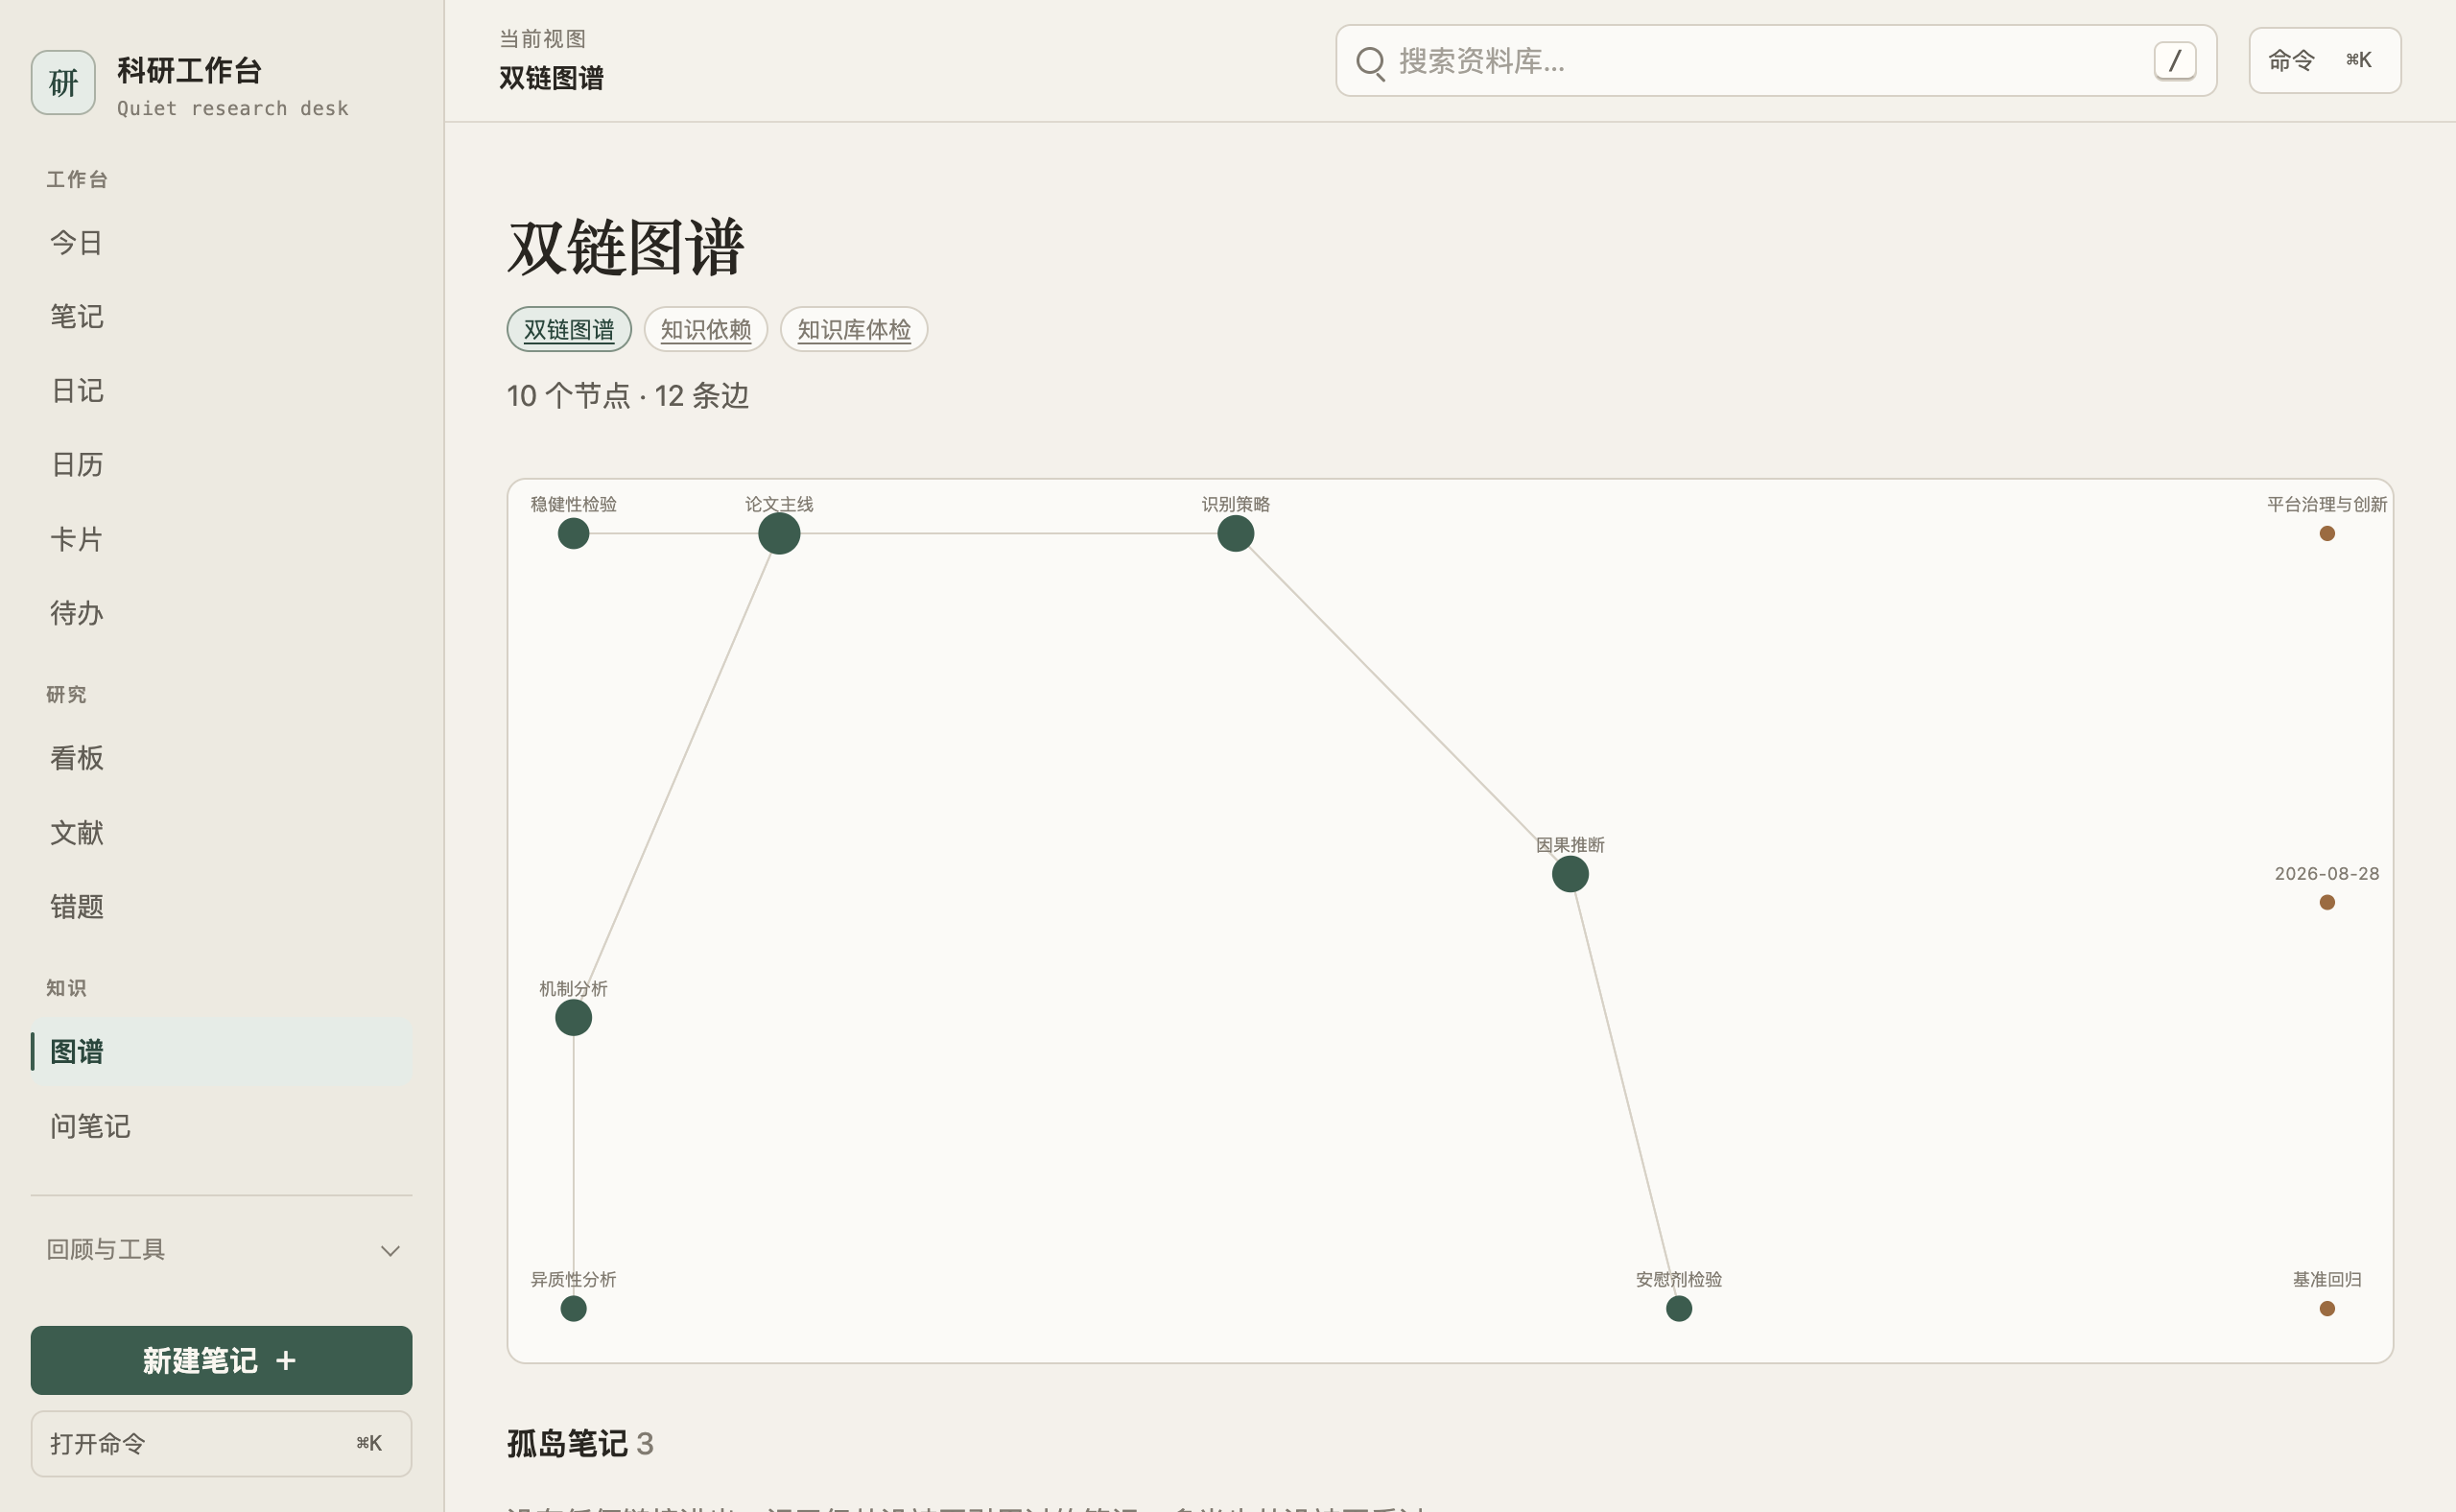 研
科研工作台
Quiet research desk
工作台
今日
笔记
日记
日历
卡片
待办
研究
看板
文献
错题
知识
图谱
问笔记
回顾与工具
新建笔记 +
打开命令 ⌘K
当前视图
双链图谱
搜索资料库...
/
命令 ⌘K
双链图谱
双链图谱 知识依赖 知识库体检
10 个节点 · 12 条边
稳健性检验
论文主线
识别策略
平台治理与创新
因果推断
2026-08-28
机制分析
异质性分析
安慰剂检验
基准回归
孤岛笔记 3